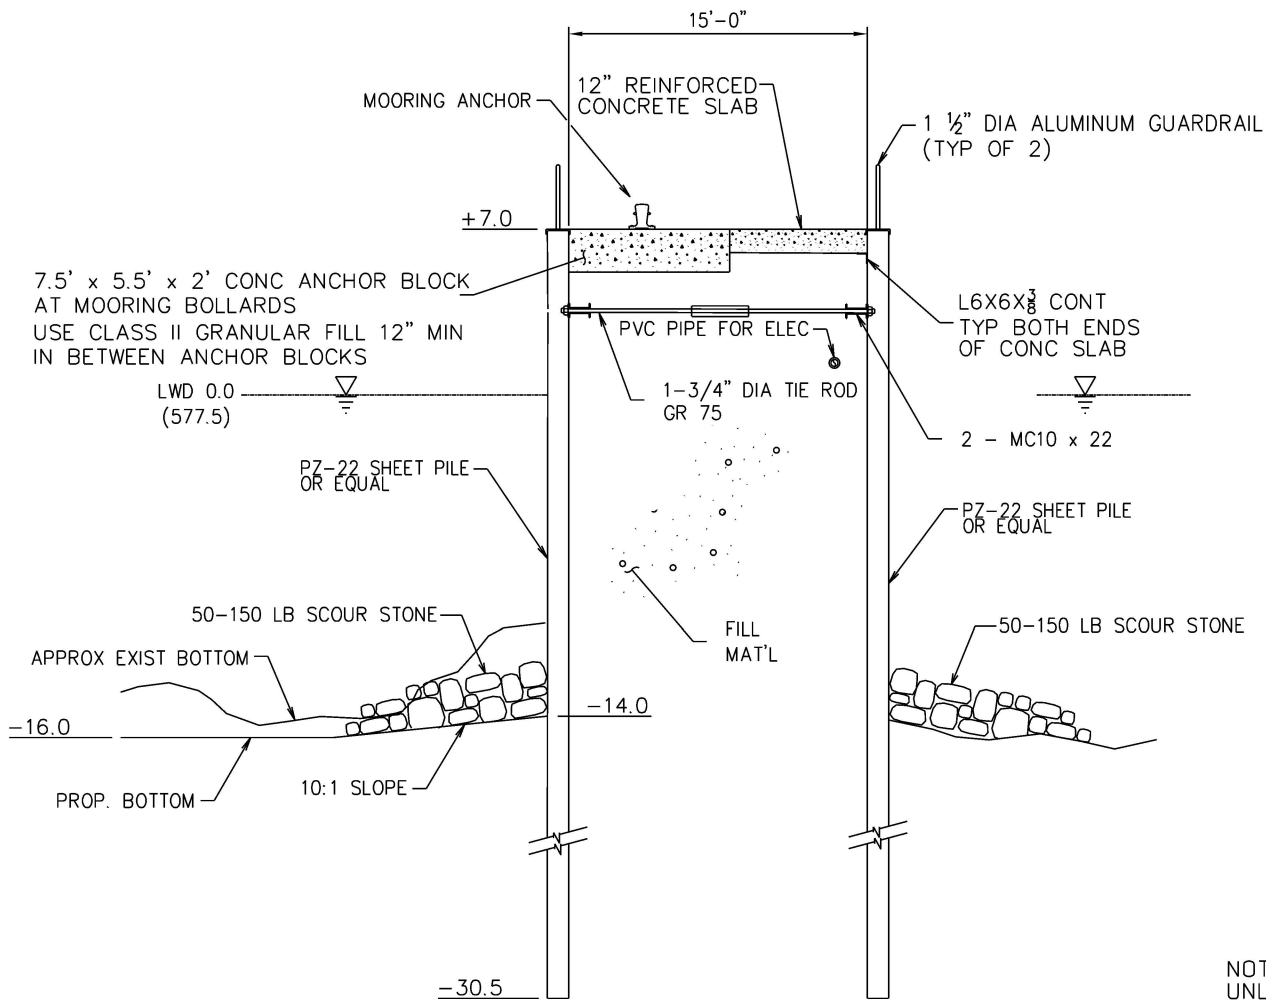 15'-0"
MOORING ANCHOR
12" REINFORCED
CONCRETE SLAB
1 ½" DIA ALUMINUM GUARDRAIL
(TYP OF 2)
+7.0
7.5' x 5.5' x 2' CONC ANCHOR BLOCK
AT MOORING BOLLARDS
USE CLASS II GRANULAR FILL 12" MIN
IN BETWEEN ANCHOR BLOCKS
L6X6X3/8 CONT
TYP BOTH ENDS
OF CONC SLAB
PVC PIPE FOR ELEC
LWD 0.0
(577.5)
1-3/4" DIA TIE ROD
GR 75
2 - MC10 x 22
PZ-22 SHEET PILE
OR EQUAL
PZ-22 SHEET PILE
OR EQUAL
50-150 LB SCOUR STONE
FILL
MAT'L
50-150 LB SCOUR STONE
APPROX EXIST BOTTOM
-14.0
-16.0
10:1 SLOPE
PROP. BOTTOM
-30.5
NOT
UNL